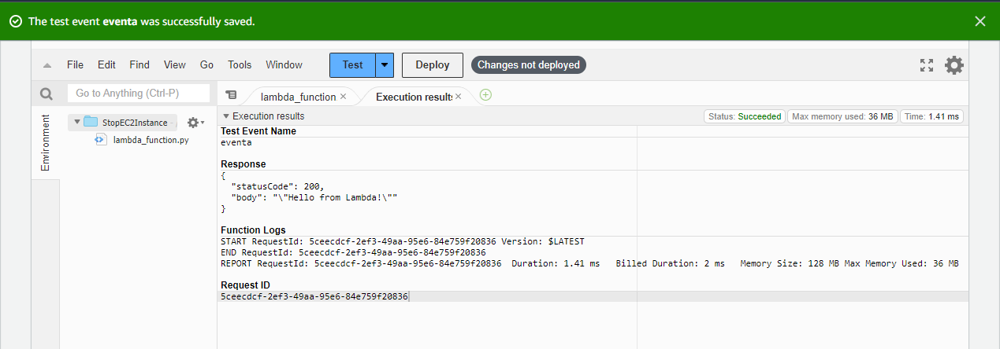 The test event eventa was successfully saved.
File Edit Find View Go Tools Window Test Deploy Changes not deployed
Go to Anything (Ctrl-P)
lambda_function Execution results
Environment
StopEC2Instance - /
lambda_function.py
Execution results Status: Succeeded Max memory used: 36 MB Time: 1.41 ms
Test Event Name
eventa
Response
{
"statusCode": 200,
"body": "\"Hello from Lambda!\""
}
Function Logs
START RequestId: 5ceecdcf-2ef3-49aa-95e6-84e759f20836 Version: $LATEST
END RequestId: 5ceecdcf-2ef3-49aa-95e6-84e759f20836
REPORT RequestId: 5ceecdcf-2ef3-49aa-95e6-84e759f20836 Duration: 1.41 ms Billed Duration: 2 ms Memory Size: 128 MB Max Memory Used: 36 MB
Request ID
5ceecdcf-2ef3-49aa-95e6-84e759f20836